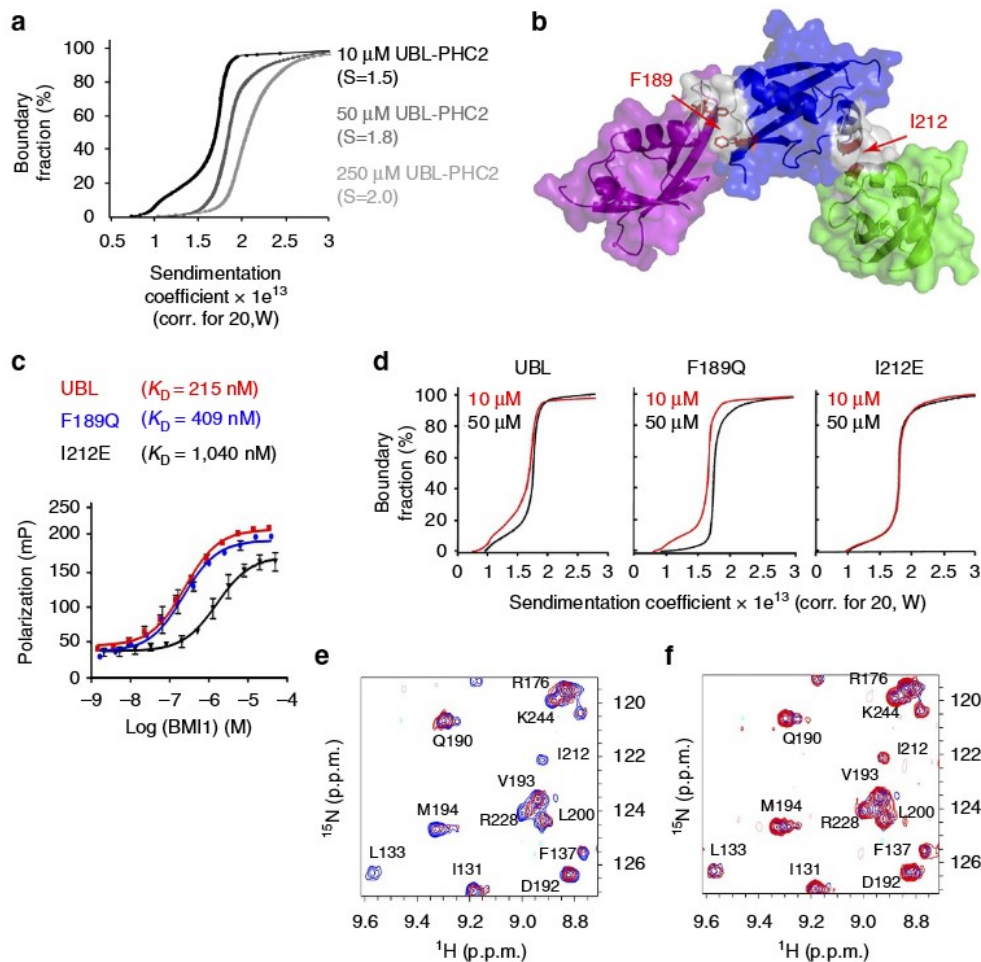 a
100
80
60
40
20
0
Boundary
fraction (%)
0.5
1
1.5
2
2.5
3
Sendimentation
coefficient × 1e¹³
(corr. for 20,W)
10 μM UBL-PHC2
(S=1.5)
50 μM UBL-PHC2
(S=1.8)
250 μM UBL-PHC2
(S=2.0)
b
F189
I212
c
UBL (K_D = 215 nM)
F189Q (K_D = 409 nM)
I212E (K_D = 1,040 nM)
250
200
150
100
50
0
Polarization (mP)
–9 –8 –7 –6 –5 –4
Log (BMI1) (M)
d
UBL F189Q I212E
100
80
60
40
20
0
Boundary
fraction (%)
10 μM
50 μM
10 μM
50 μM
10 μM
50 μM
0 1 1.5 2 2.5 3
0 1 1.5 2 2.5 3
0 1 1.5 2 2.5 3
Sendimentation coefficient × 1e¹³ (corr. for 20, W)
e
R176
K244
Q190
I212
V193
M194
R228
L200
L133
F137
I131
D192
120
122
124
126
¹⁵N (p.p.m.)
9.6 9.4 9.2 9.0 8.8
¹H (p.p.m.)
f
R176
K244
Q190
I212
V193
M194
R228
L200
L133
F137
I131
D192
120
122
124
126
¹⁵N (p.p.m.)
9.6 9.4 9.2 9.0 8.8
¹H (p.p.m.)